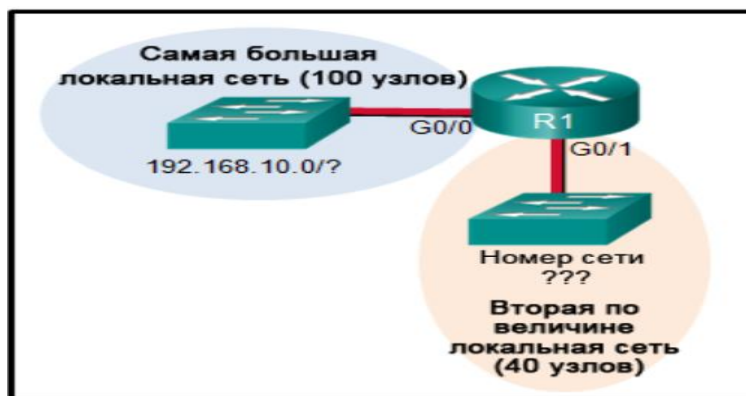 Самая большая
локальная сеть (100 узлов)
R1
G0/0
G0/1
192.168.10.0/?
Номер сети
???
Вторая по
величине
локальная сеть
(40 узлов)